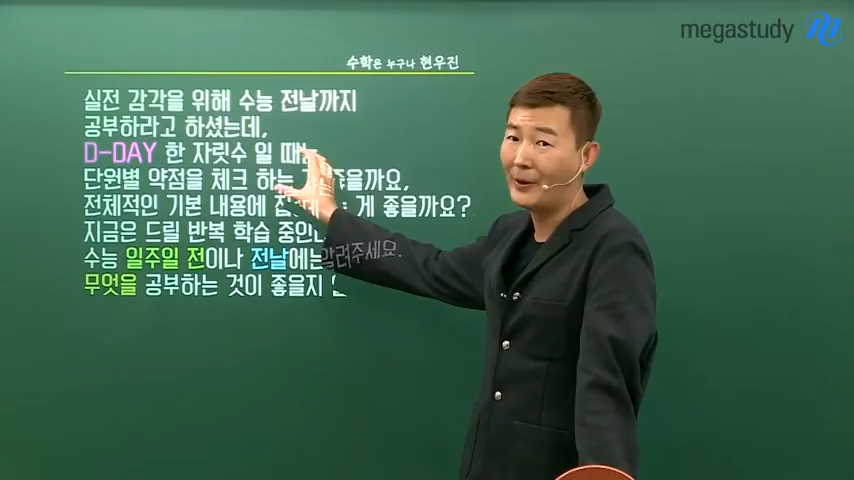 megastudy
수학은 누구나 현우진
실전 감각을 위해 수능 전날까지
공부하라고 하셨는데,
D-DAY 한 자릿수 일 때는
단원별 약점을 체크 하는 좋을까요,
전체적인 기본 내용에 게 좋을까요?
지금은 드릴 반복 학습
수능 일주일 전이나 전날에는
무엇을 공부하는 것이 좋을지 알려주세요.